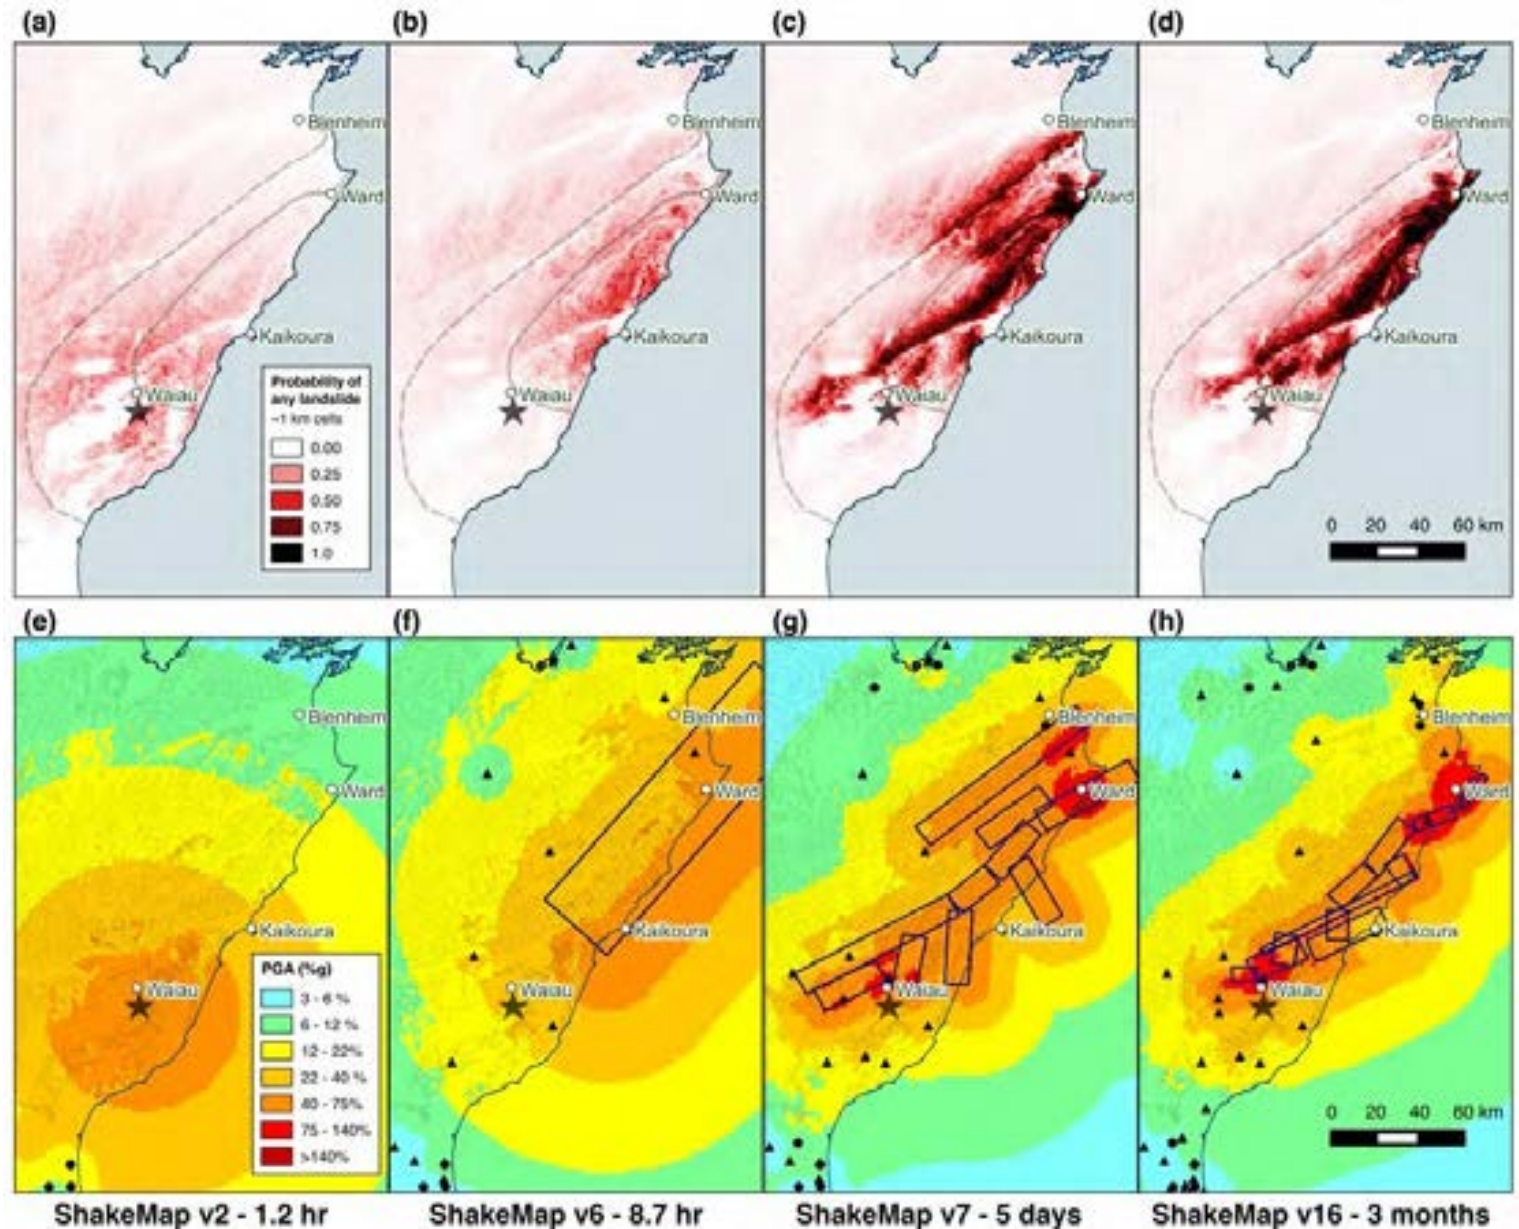 (a) (b) (c) (d)
Blenheim Blenheim Blenheim Blenheim
Ward Ward Ward Ward
Kaikoura Kaikoura Kaikoura Kaikoura
Waiau Waiau Waiau Waiau
Probability of
any landslide
~1 km cells
0.00
0.25
0.50
0.75
1.0
0 20 40 60 km
(e) (f) (g) (h)
Blenheim Blenheim Blenheim Blenheim
Ward Ward Ward Ward
Kaikoura Kaikoura Kaikoura Kaikoura
Waiau Waiau Waiau Waiau
PGA (%g)
3 - 6 %
6 - 12 %
12 - 22%
22 - 40 %
40 - 75%
75 - 140%
>140%
0 20 40 60 km
ShakeMap v2 - 1.2 hr ShakeMap v6 - 8.7 hr ShakeMap v7 - 5 days ShakeMap v16 - 3 months